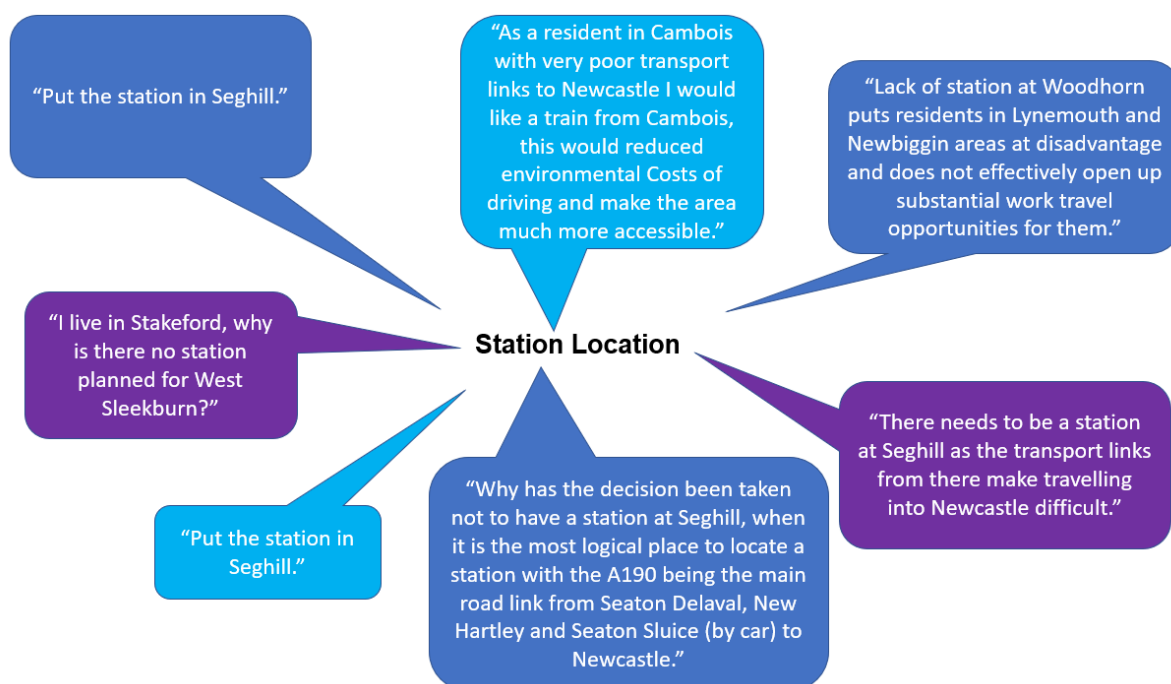 “Put the station in Seghill.”
“As a resident in Cambois
with very poor transport
links to Newcastle I would
like a train from Cambois,
this would reduced
environmental Costs of
driving and make the area
much more accessible.”
“Lack of station at Woodhorn
puts residents in Lynemouth and
Newbiggin areas at disadvantage
and does not effectively open up
substantial work travel
opportunities for them.”
“I live in Stakeford, why
is there no station
planned for West
Sleekburn?”
Station Location
“There needs to be a station
at Seghill as the transport links
from there make travelling
into Newcastle difficult.”
“Put the station in
Seghill.”
“Why has the decision been taken
not to have a station at Seghill, when
it is the most logical place to locate a
station with the A190 being the main
road link from Seaton Delaval, New
Hartley and Seaton Sluice (by car) to
Newcastle.”